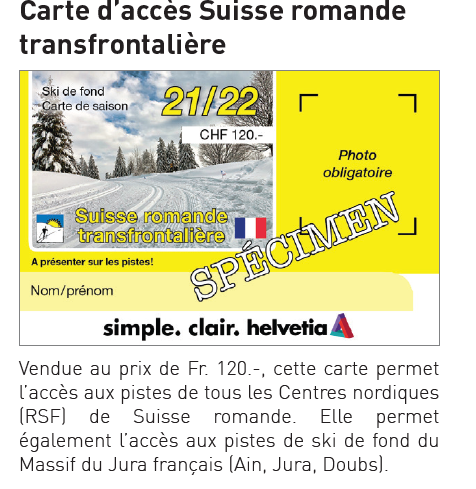 Carte d’accès Suisse romande
transfrontalière
Ski de fond
Carte de saison
21/22
CHF 120.-
Photo
obligatoire
Suisse romande
transfrontalière
SPÉCIMEN
A présenter sur les pistes!
Nom/prénom
simple. clair. helvetia
Vendue au prix de Fr. 120.-, cette carte permet
l’accès aux pistes de tous les Centres nordiques
(RSF) de Suisse romande. Elle permet
également l’accès aux pistes de ski de fond du
Massif du Jura français (Ain, Jura, Doubs).